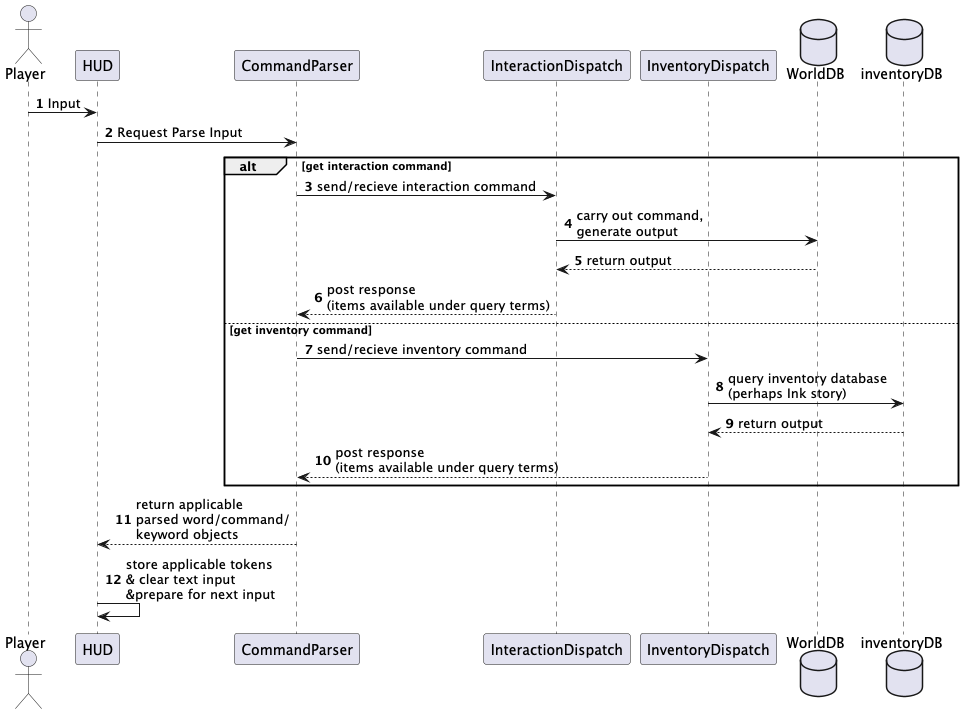 Player
HUD
CommandParser
InteractionDispatch
InventoryDispatch
WorldDB
inventoryDB
1 Input
2 Request Parse Input
alt
[get interaction command]
3 send/recieve interaction command
4 carry out command,
generate output
5 return output
6 post response
(items available under query terms)
[get inventory command]
7 send/recieve inventory command
8 query inventory database
(perhaps Ink story)
9 return output
10 post response
(items available under query terms)
return applicable
11 parsed word/command/
keyword objects
store applicable tokens
12 & clear text input
&prepare for next input
Player
HUD
CommandParser
InteractionDispatch
InventoryDispatch
WorldDB
inventoryDB